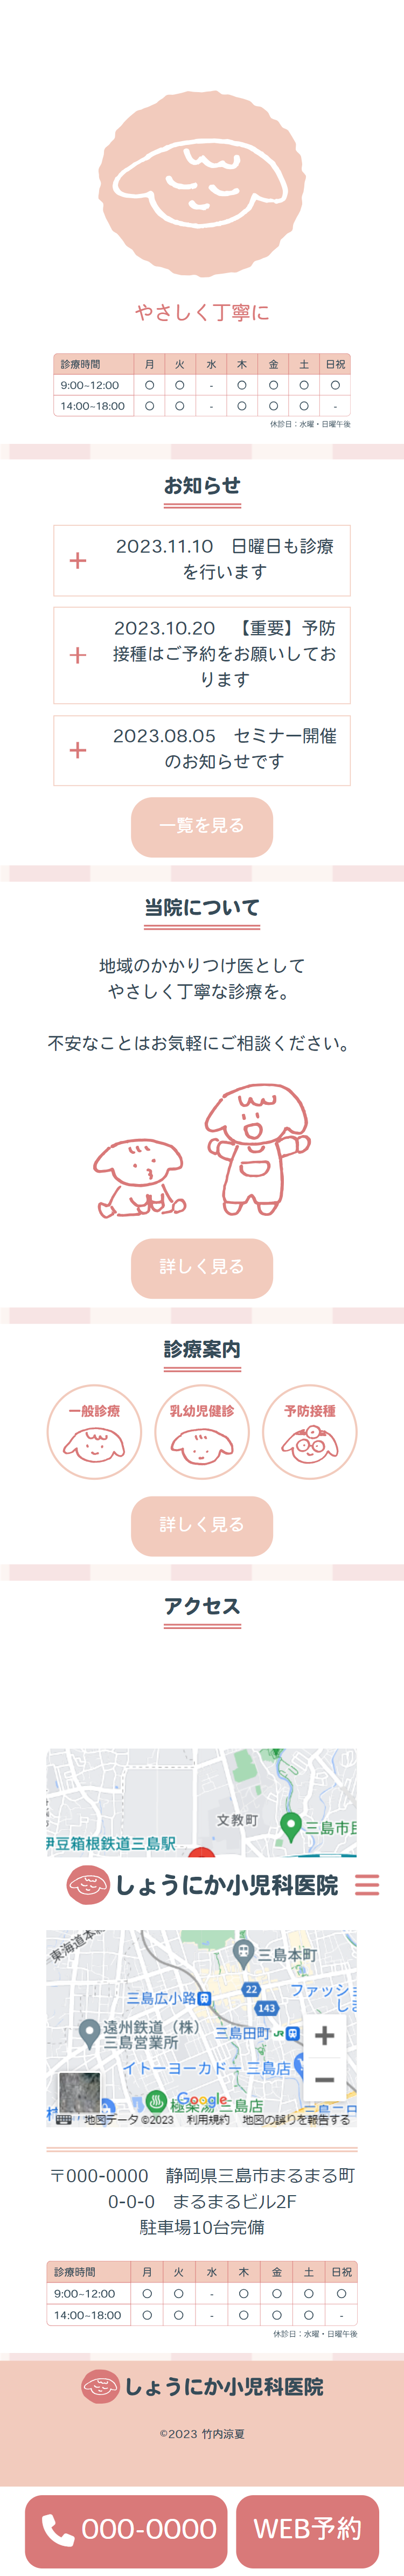 やさしく丁寧に
診療時間 月 火 水 木 金 土 日祝
9:00~12:00 〇 〇 - 〇 〇 〇 〇
14:00~18:00 〇 〇 - 〇 〇 〇 -
休診日：水曜・日曜午後
お知らせ
2023.11.10　日曜日も診療
を行います
2023.10.20　【重要】予防
接種はご予約をお願いしてお
ります
2023.08.05　セミナー開催
のお知らせです
一覧を見る
当院について
地域のかかりつけ医として
やさしく丁寧な診療を。
不安なことはお気軽にご相談ください。
詳しく見る
診療案内
一般診療 乳幼児健診 予防接種
詳しく見る
アクセス
文教町
三島市民
伊豆箱根鉄道三島駅
しょうにか小児科医院
東海道本線
三島本町
22
ファッショ
三島広小路
143
し
遠州鉄道（株）
三島営業所
三島田町 JR
イトーヨーカドー 三島店
Google
極楽湯 三島店
地図データ ©2023 利用規約 地図の誤りを報告する
〒000-0000　静岡県三島市まるまる町
0-0-0　まるまるビル2F
駐車場10台完備
診療時間 月 火 水 木 金 土 日祝
9:00~12:00 〇 〇 - 〇 〇 〇 〇
14:00~18:00 〇 〇 - 〇 〇 〇 -
休診日：水曜・日曜午後
しょうにか小児科医院
©2023 竹内涼夏
000-0000 WEB予約